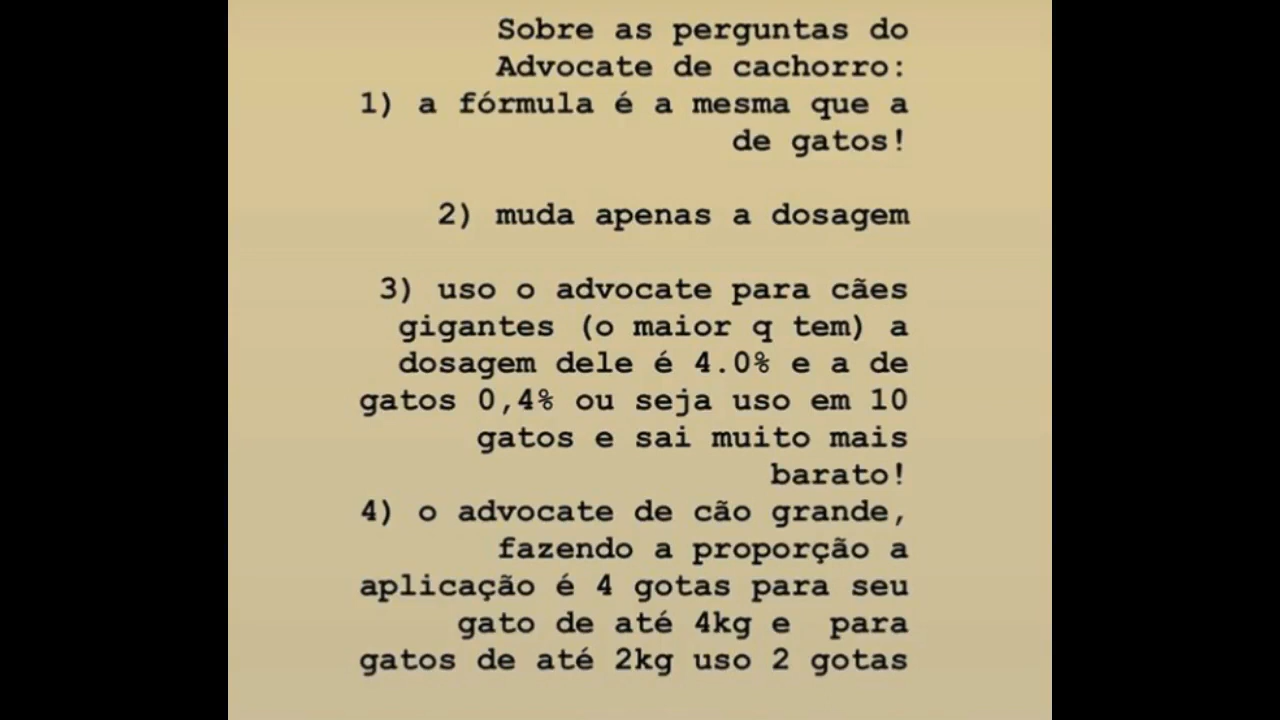 Sobre as perguntas do
Advocate de cachorro:
1) a fórmula é a mesma que a
de gatos!
2) muda apenas a dosagem
3) uso o advocate para cães
gigantes (o maior q tem) a
dosagem dele é 4.0% e a de
gatos 0,4% ou seja uso em 10
gatos e sai muito mais
barato!
4) o advocate de cão grande,
fazendo a proporção a
aplicação é 4 gotas para seu
gato de até 4kg e  para
gatos de até 2kg uso 2 gotas